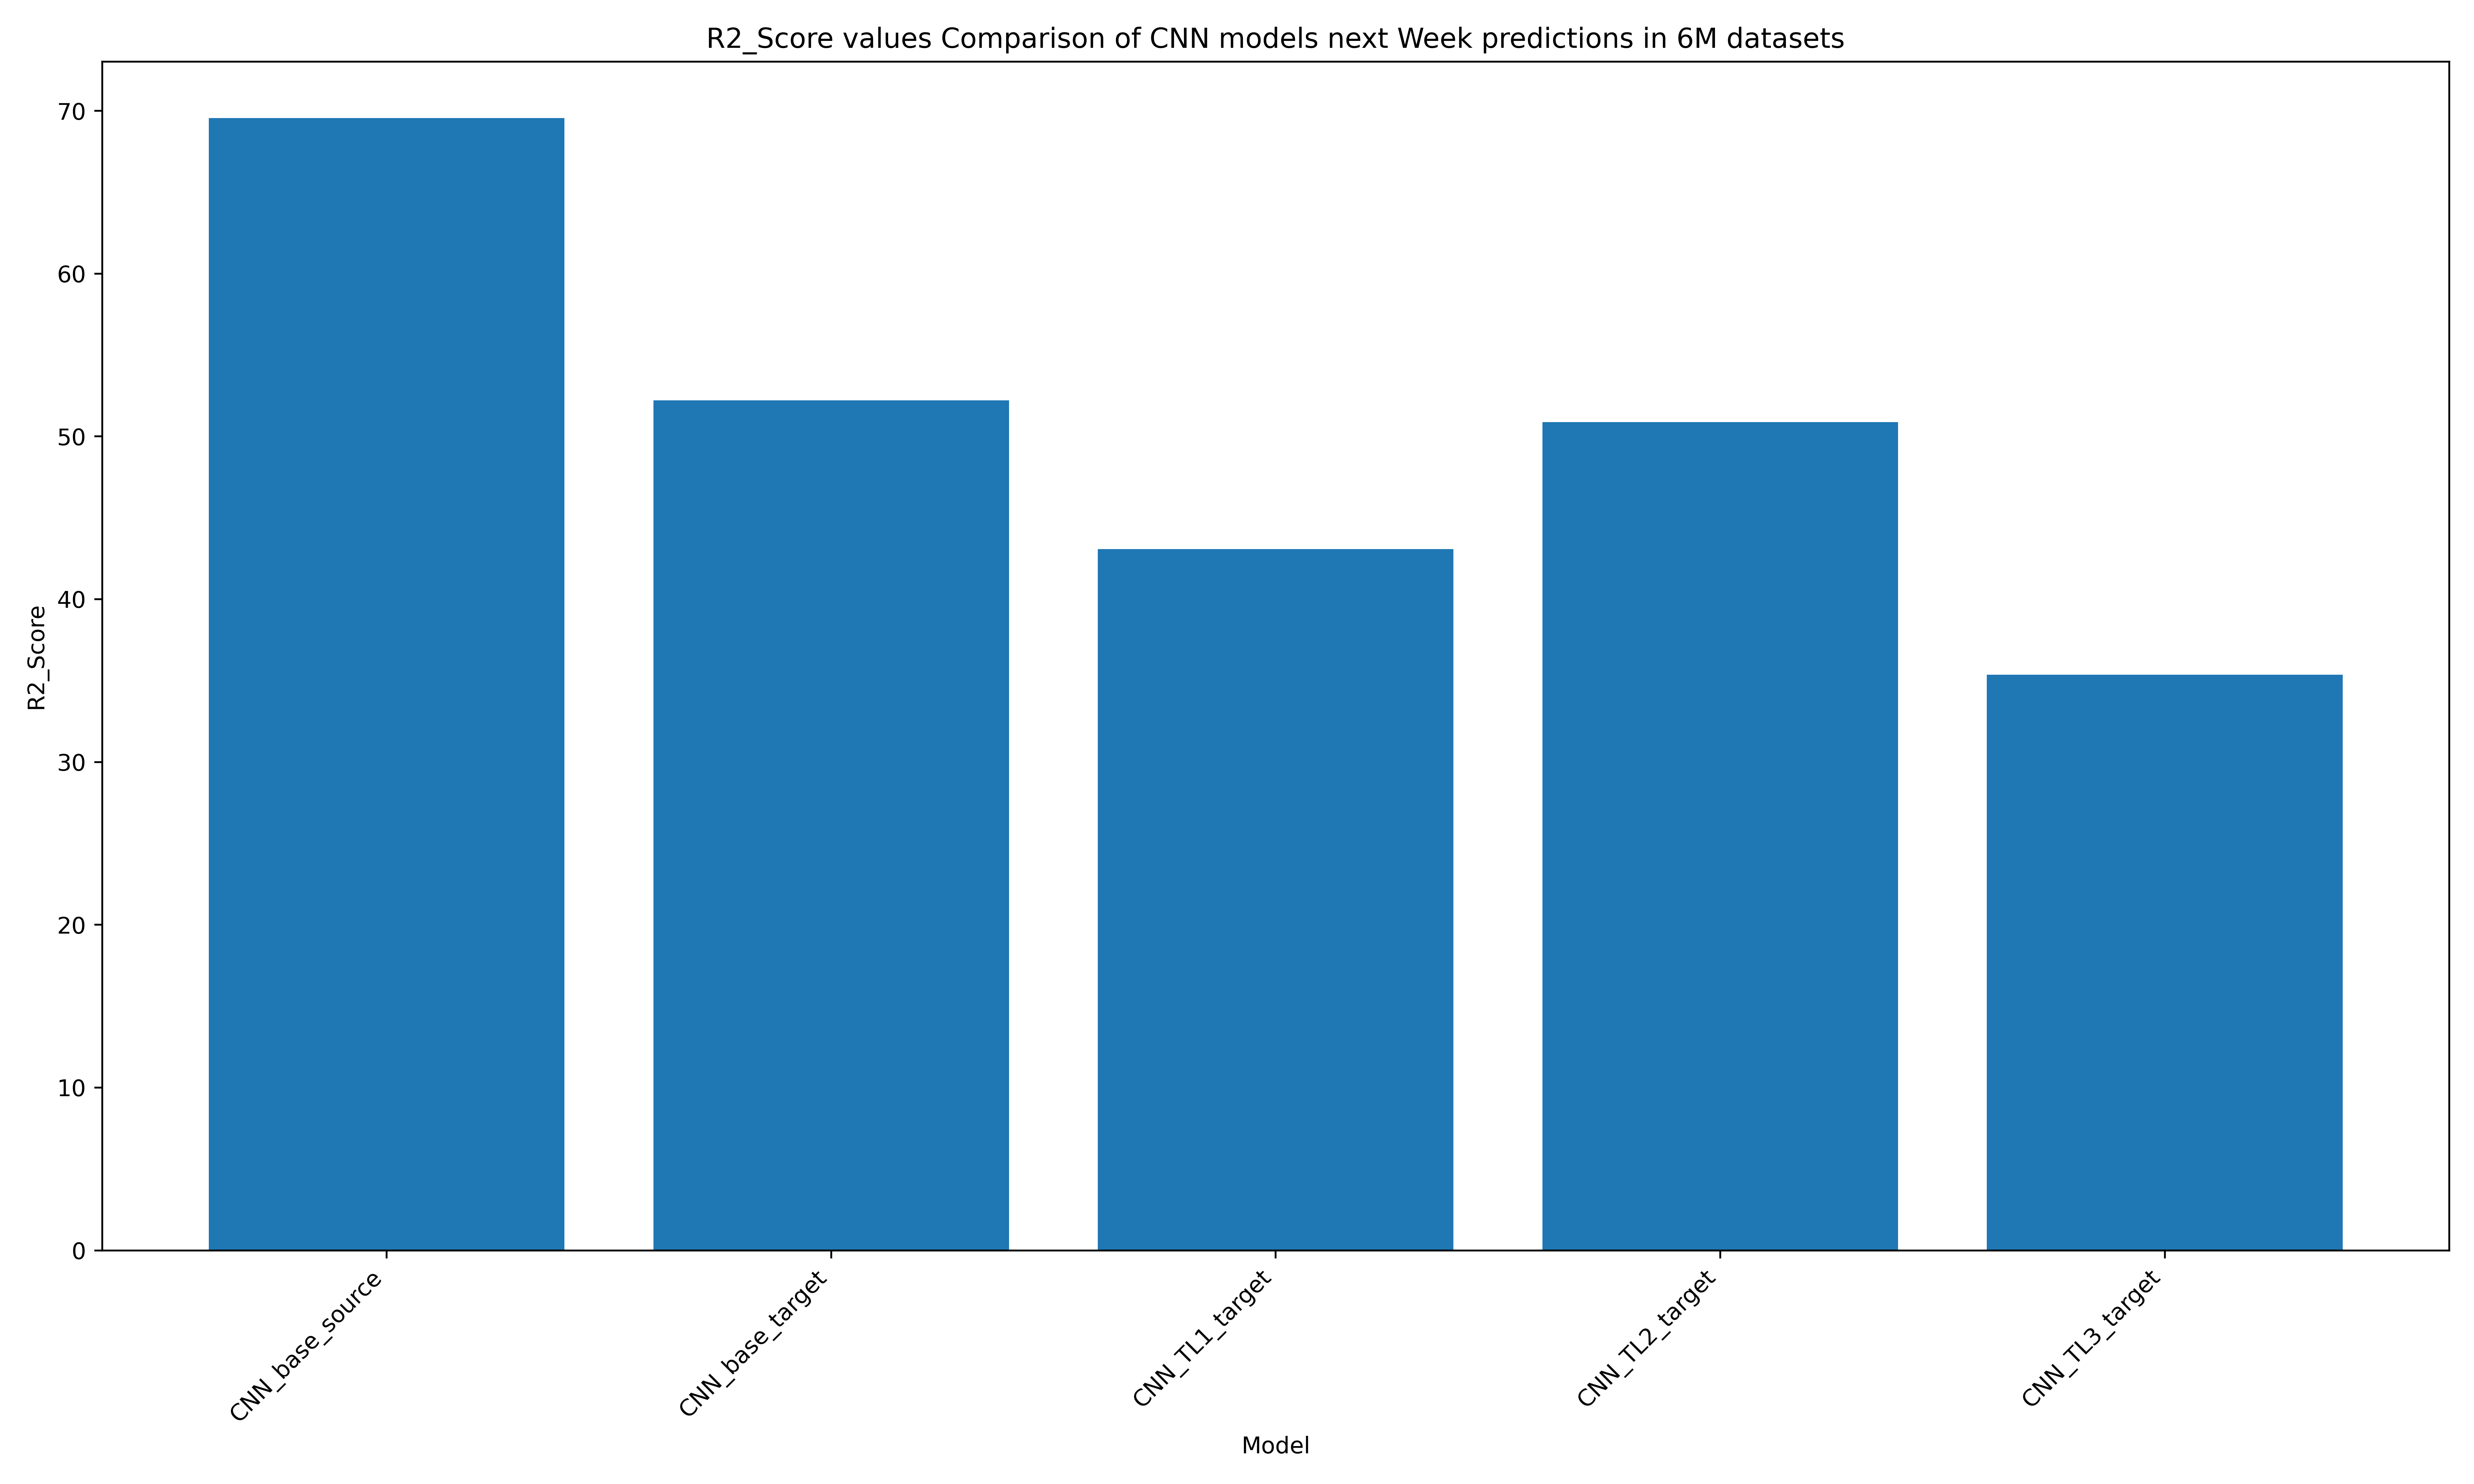 R2_Score values Comparison of CNN models next Week predictions in 6M datasets
R2_Score
70
60
50
40
30
20
10
0
CNN_base_source
CNN_base_target
CNN_TL1_target
CNN_TL2_target
CNN_TL3_target
Model